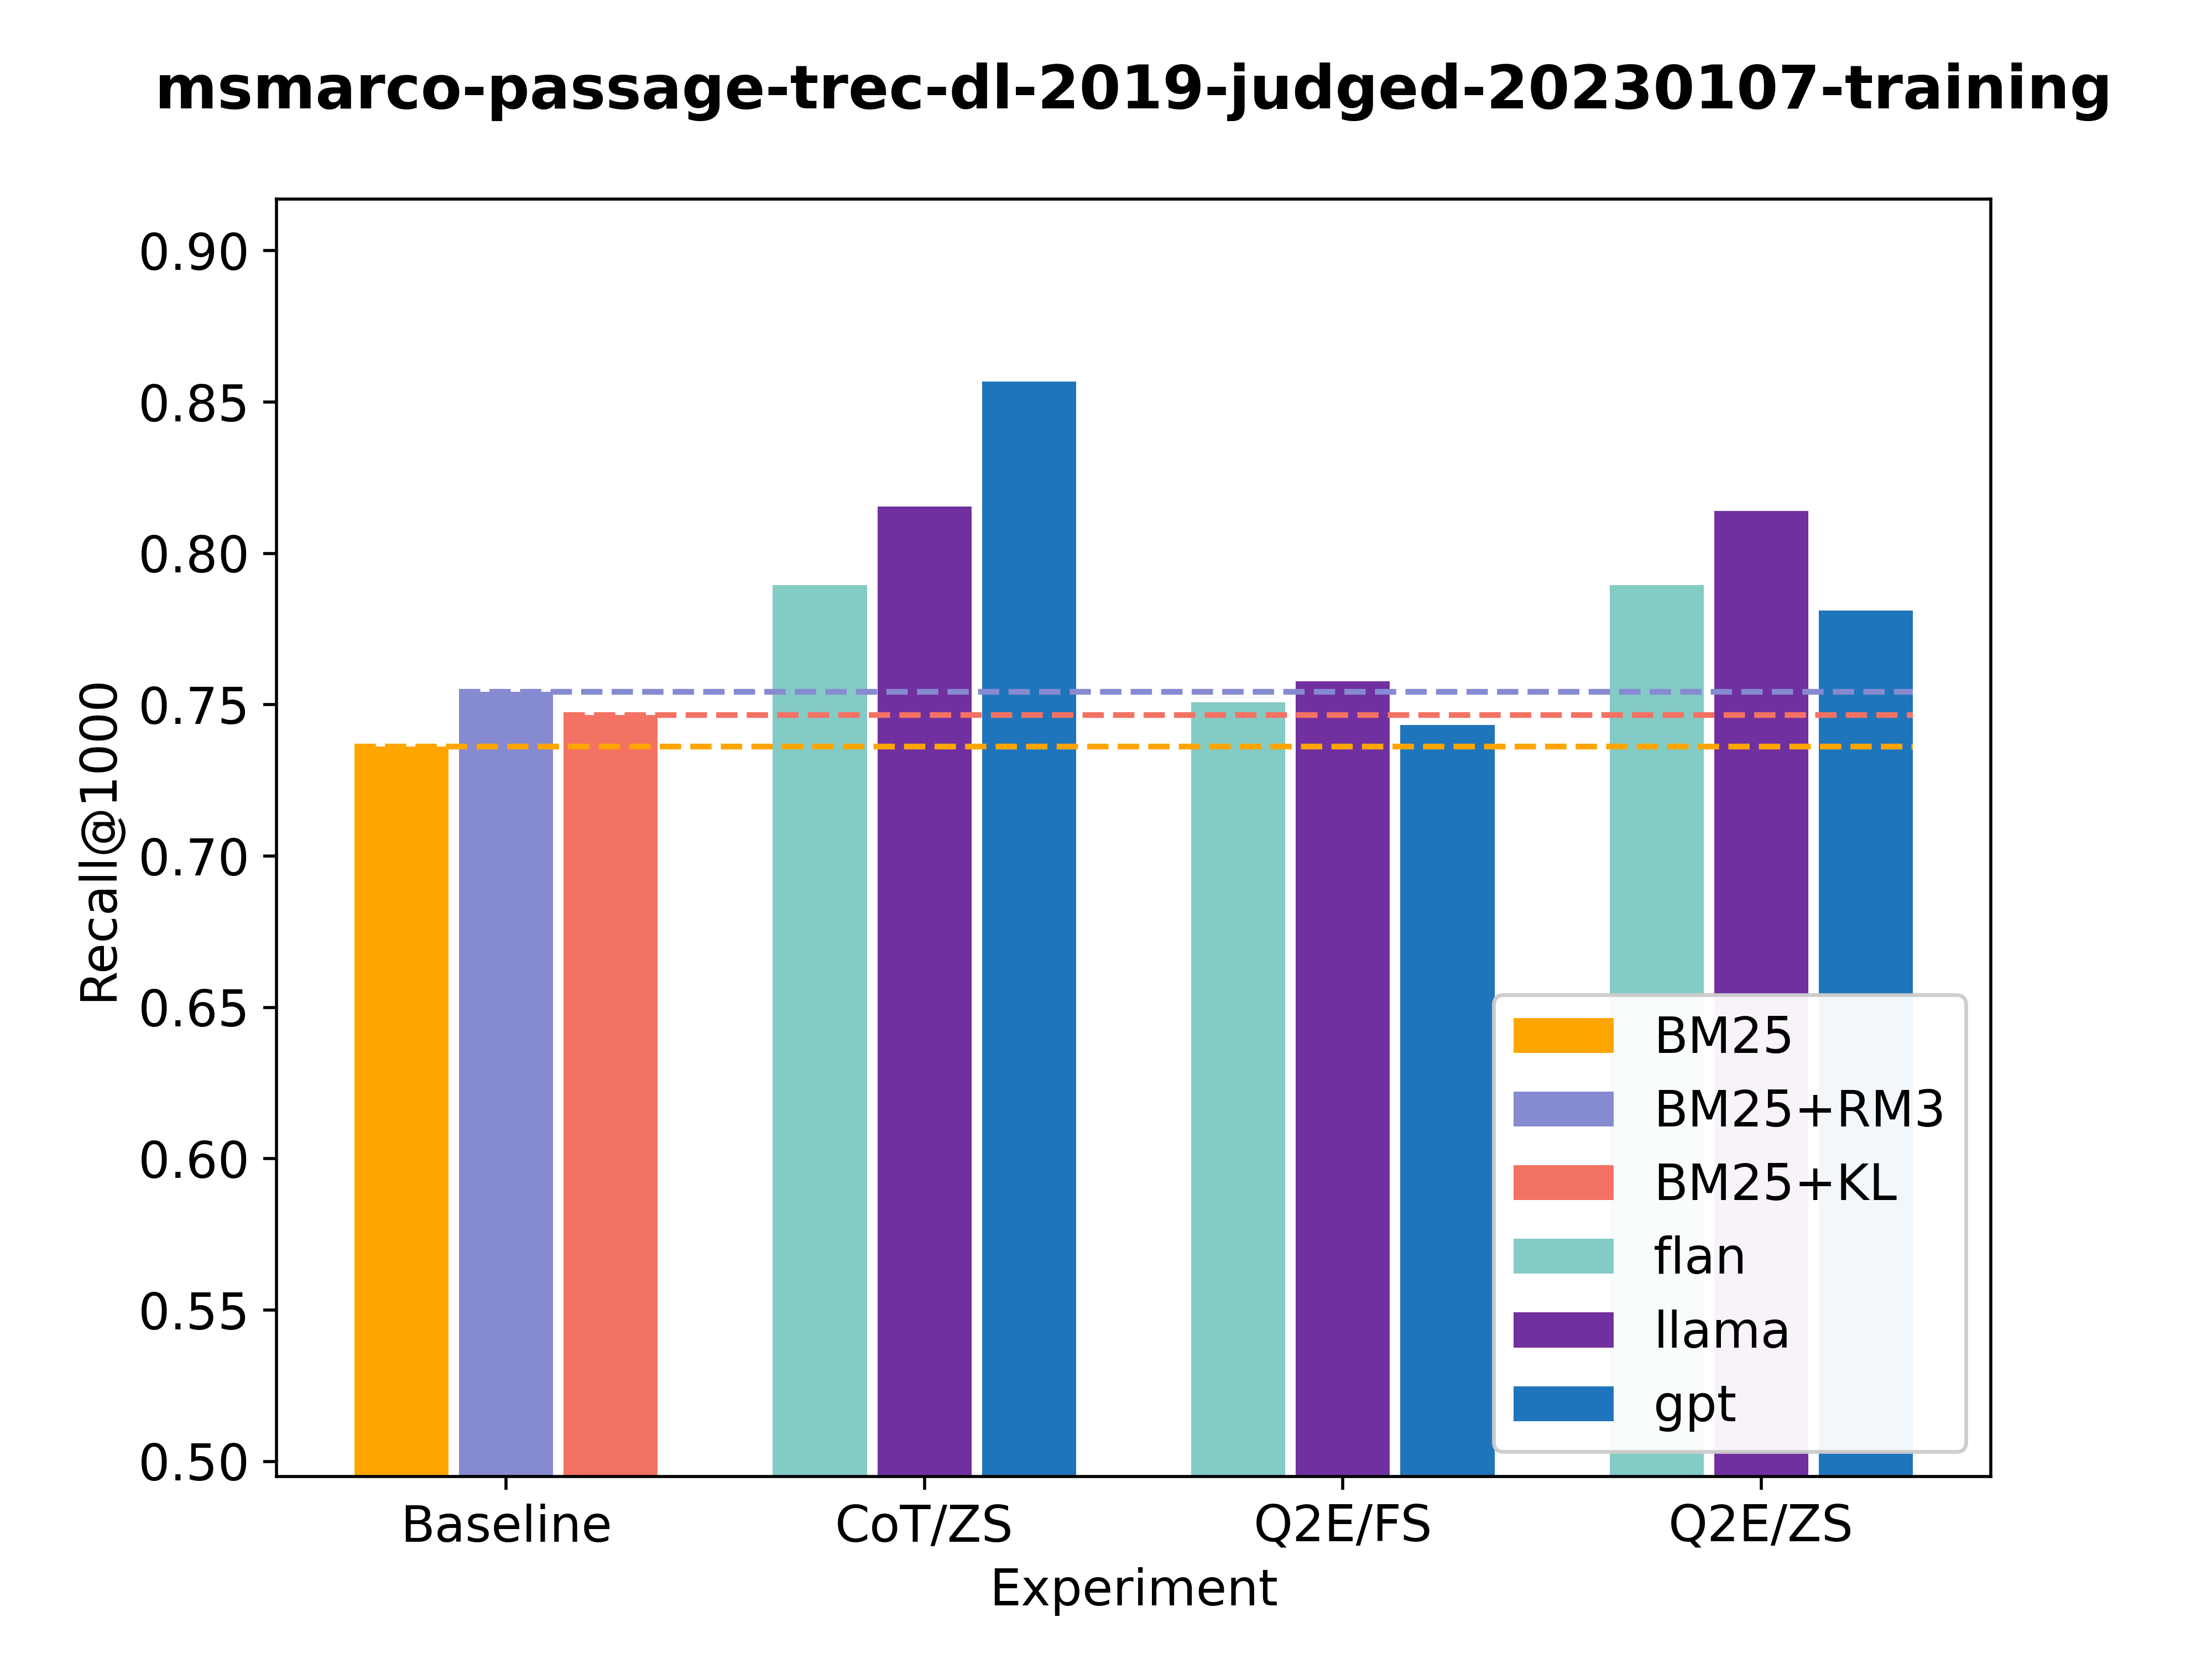 msmarco-passage-trec-dl-2019-judged-20230107-training
Recall@1000
0.90
0.85
0.80
0.75
0.70
0.65
0.60
0.55
0.50
BM25
BM25+RM3
BM25+KL
flan
llama
gpt
Baseline
CoT/ZS
Q2E/FS
Q2E/ZS
Experiment